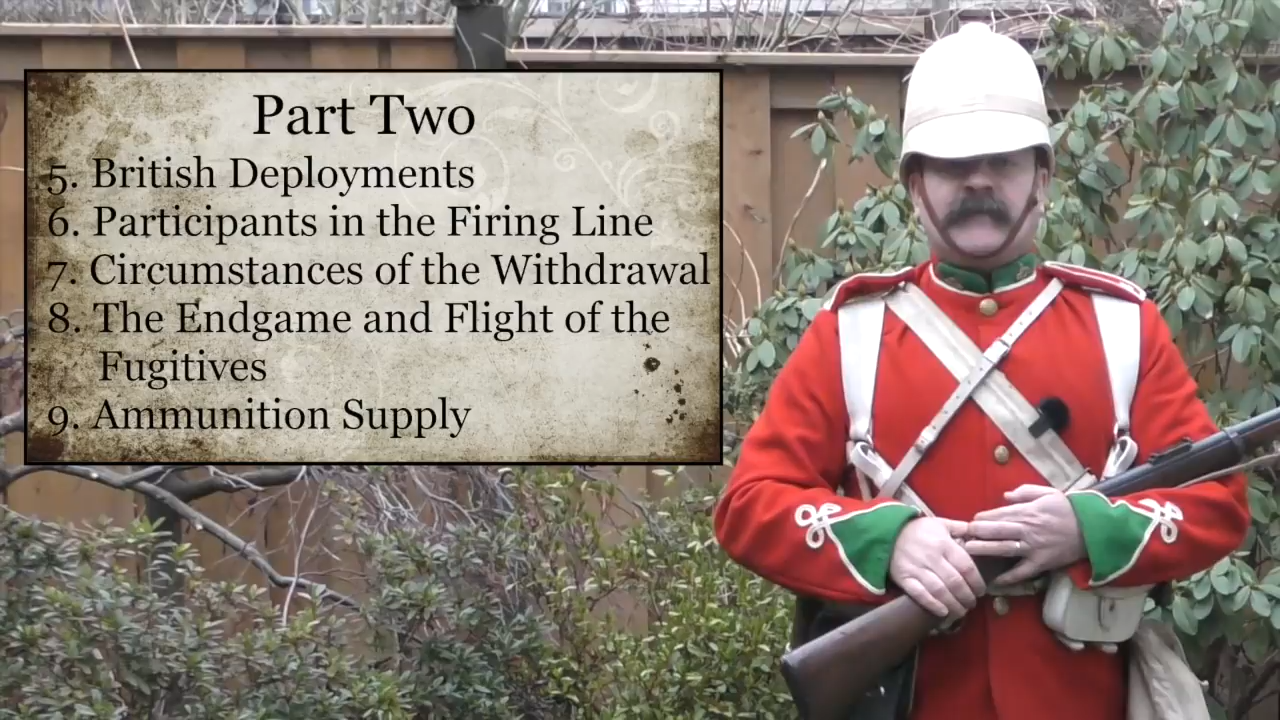 Part Two
5. British Deployments
6. Participants in the Firing Line
7. Circumstances of the Withdrawal
8. The Endgame and Flight of the
Fugitives
9. Ammunition Supply